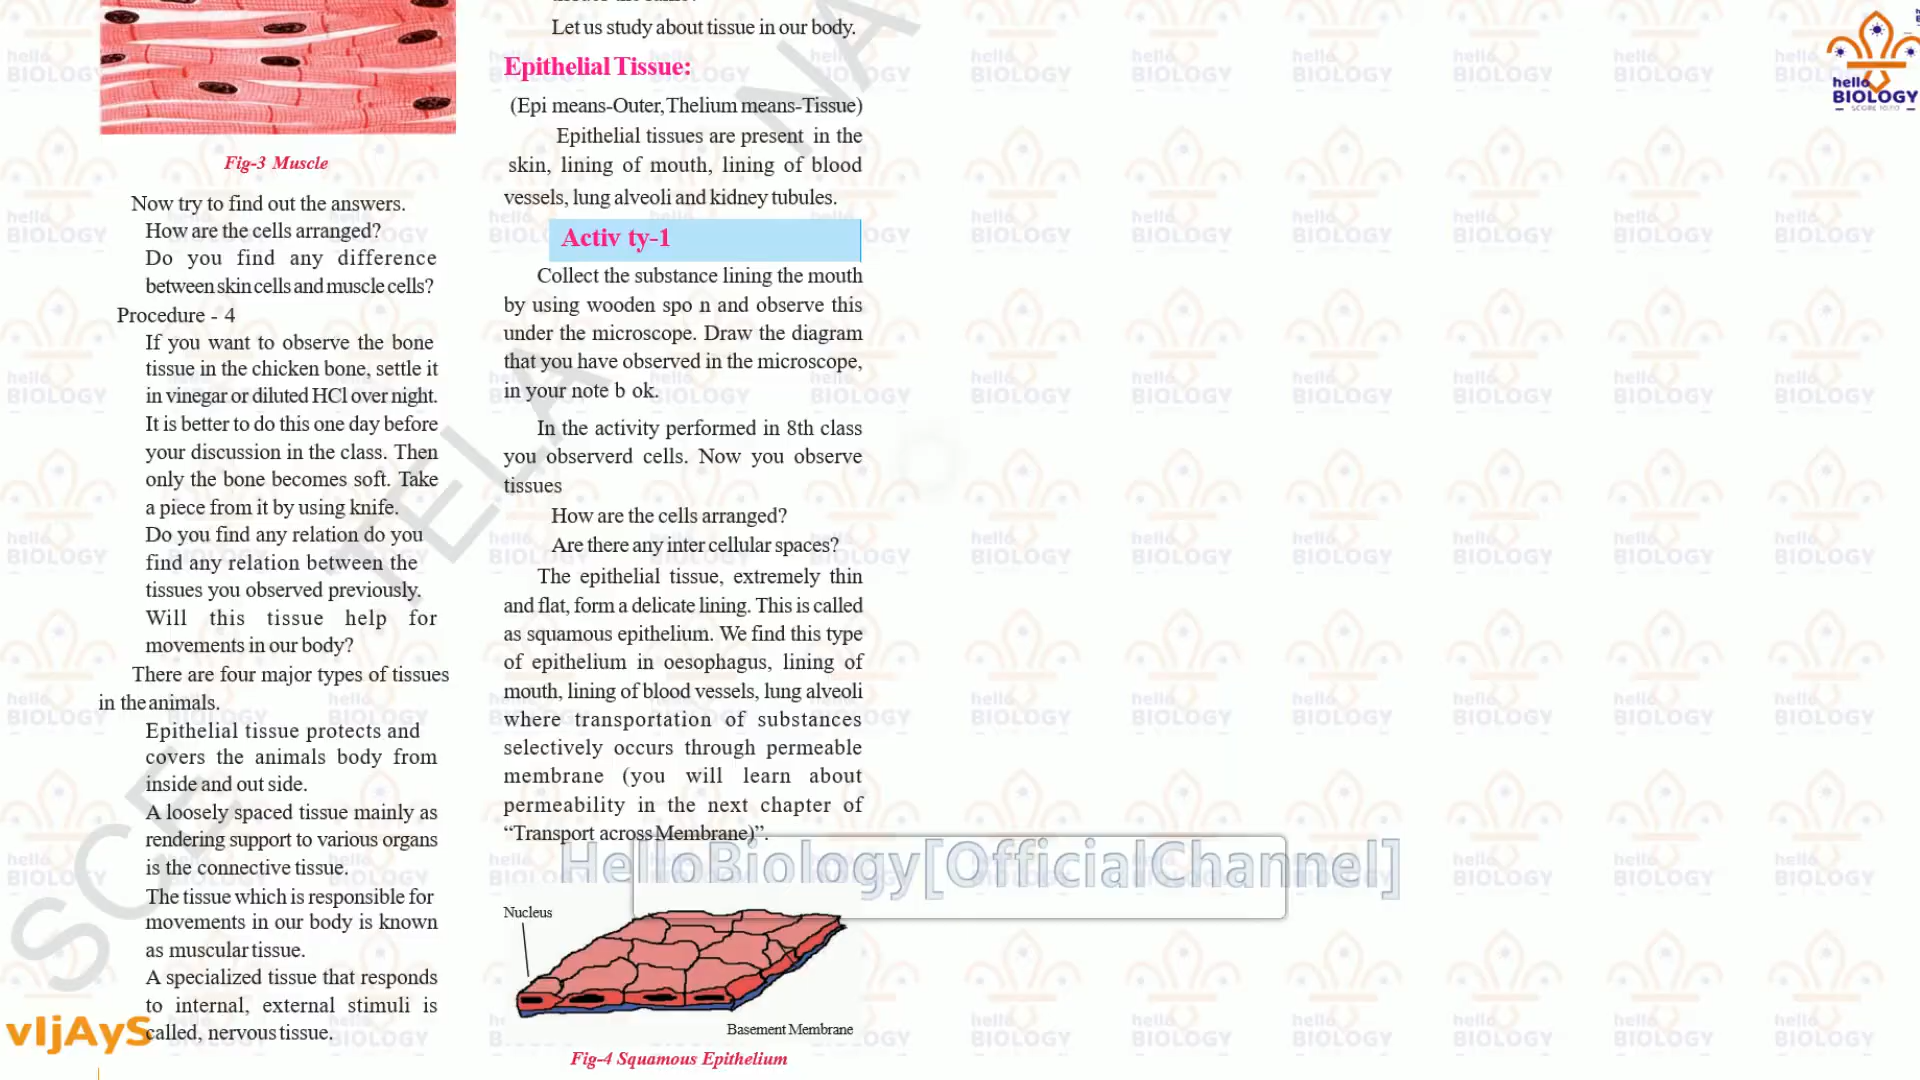 Fig-3 Muscle
Now try to find out the answers.
How are the cells arranged?
Do you find any difference
between skin cells and muscle cells?
Procedure - 4
If you want to observe the bone
tissue in the chicken bone, settle it
in vinegar or diluted HCl over night.
It is better to do this one day before
your discussion in the class. Then
only the bone becomes soft. Take
a piece from it by using knife.
Do you find any relation do you
find any relation between the
tissues you observed previously.
Will this tissue help for
movements in our body?
There are four major types of tissues
in the animals.
Epithelial tissue protects and
covers the animals body from
inside and out side.
A loosely spaced tissue mainly as
rendering support to various organs
is the connective tissue.
The tissue which is responsible for
movements in our body is known
as muscular tissue.
A specialized tissue that responds
to internal, external stimuli is
called, nervous tissue.
Let us study about tissue in our body.
Epithelial Tissue:
(Epi means-Outer, Thelium means-Tissue)
Epithelial tissues are present in the
skin, lining of mouth, lining of blood
vessels, lung alveoli and kidney tubules.
Activ ty-1
Collect the substance lining the mouth
by using wooden spo n and observe this
under the microscope. Draw the diagram
that you have observed in the microscope,
in your note b ok.
In the activity performed in 8th class
you observerd cells. Now you observe
tissues
How are the cells arranged?
Are there any inter cellular spaces?
The epithelial tissue, extremely thin
and flat, form a delicate lining. This is called
as squamous epithelium. We find this type
of epithelium in oesophagus, lining of
mouth, lining of blood vessels, lung alveoli
where transportation of substances
selectively occurs through permeable
membrane (you will learn about
permeability in the next chapter of
“Transport across Membrane)”.
HelloBiology[OfficialChannel]
Nucleus
Basement Membrane
Fig-4 Squamous Epithelium
vIjAyS
hello
BIOLOGY
SCERT TELA NA